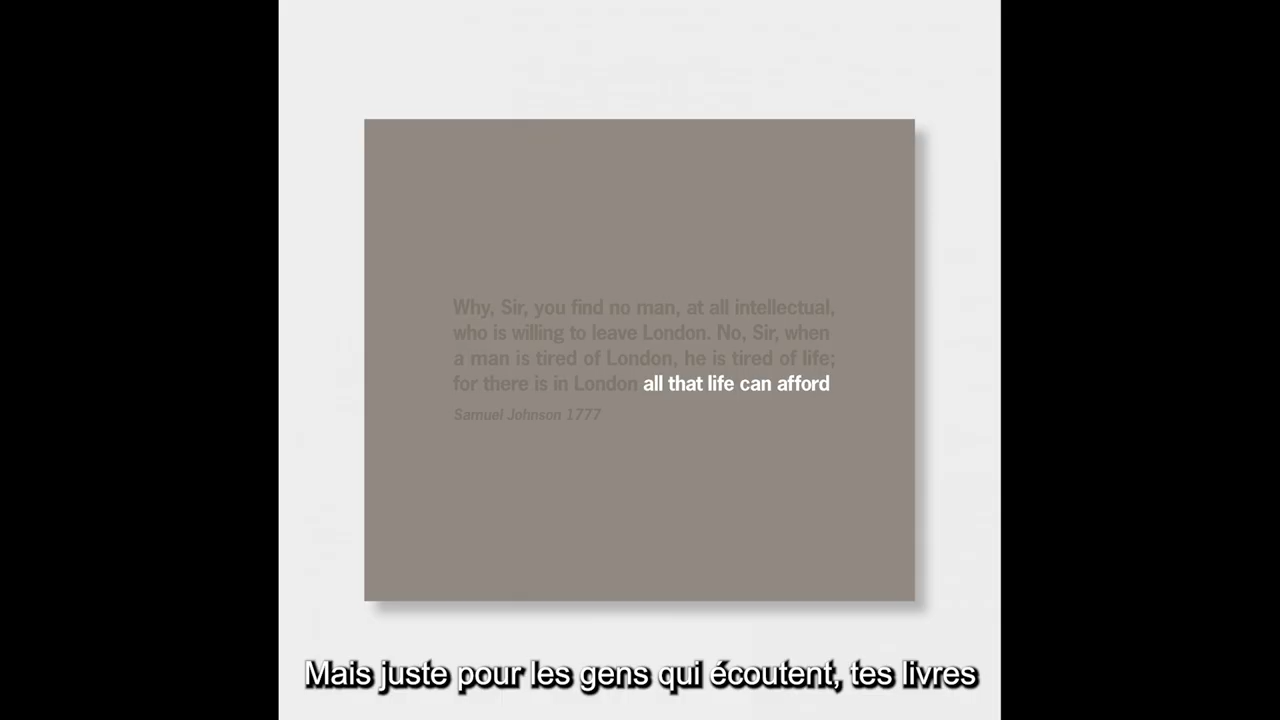 Why, Sir, you find no man, at all intellectual,
who is willing to leave London. No, Sir, when
a man is tired of London, he is tired of life;
for there is in London all that life can afford
Samuel Johnson 1777
Mais juste pour les gens qui écoutent, tes livres